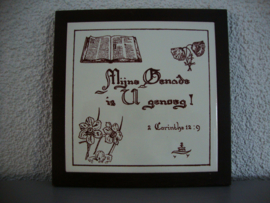 Mijne Genade
is U genoeg!
2 Corinthe 12:9